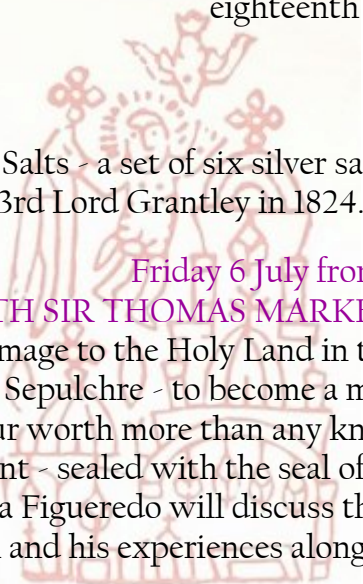 eighteenth
Salts - a set of six silver sa
3rd Lord Grantley in 1824.
Friday 6 July from
TH SIR THOMAS MARKE
mage to the Holy Land in t
Sepulchre - to become a m
ur worth more than any kn
nt - sealed with the seal of
a Figueredo will discuss th
and his experiences along